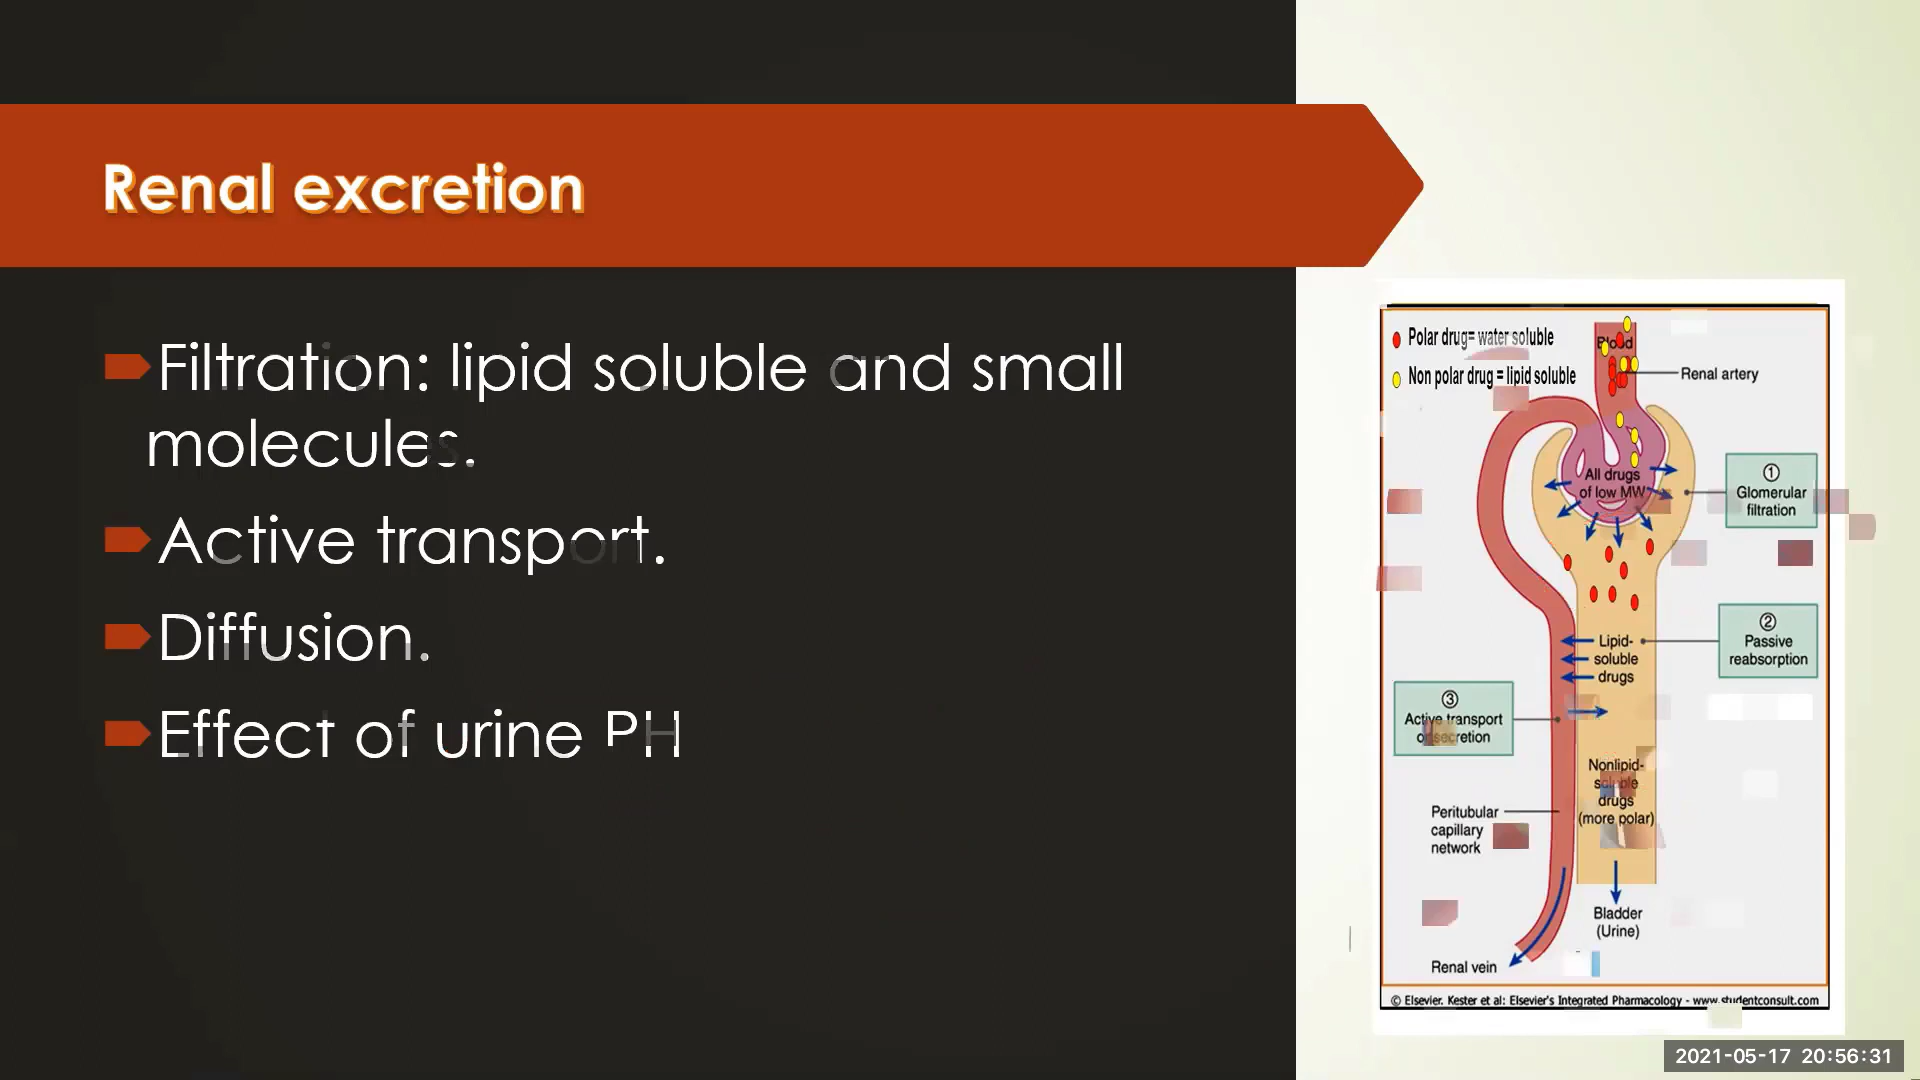 Renal excretion
Filtration: lipid soluble and small
molecules.
Active transport.
Diffusion.
Effect of urine PH
Polar drug= water soluble
Non polar drug = lipid soluble
Blood
Renal artery
All drugs
of low MW
①
Glomerular
filtration
Lipid-
soluble
drugs
②
Passive
reabsorption
③
Active transport
or secretion
Nonlipid-
soluble
drugs
(more polar)
Peritubular
capillary
network
Bladder
(Urine)
Renal vein
© Elsevier. Kester et al: Elsevier's Integrated Pharmacology - www.studentconsult.com
2021-05-17 20:56:31